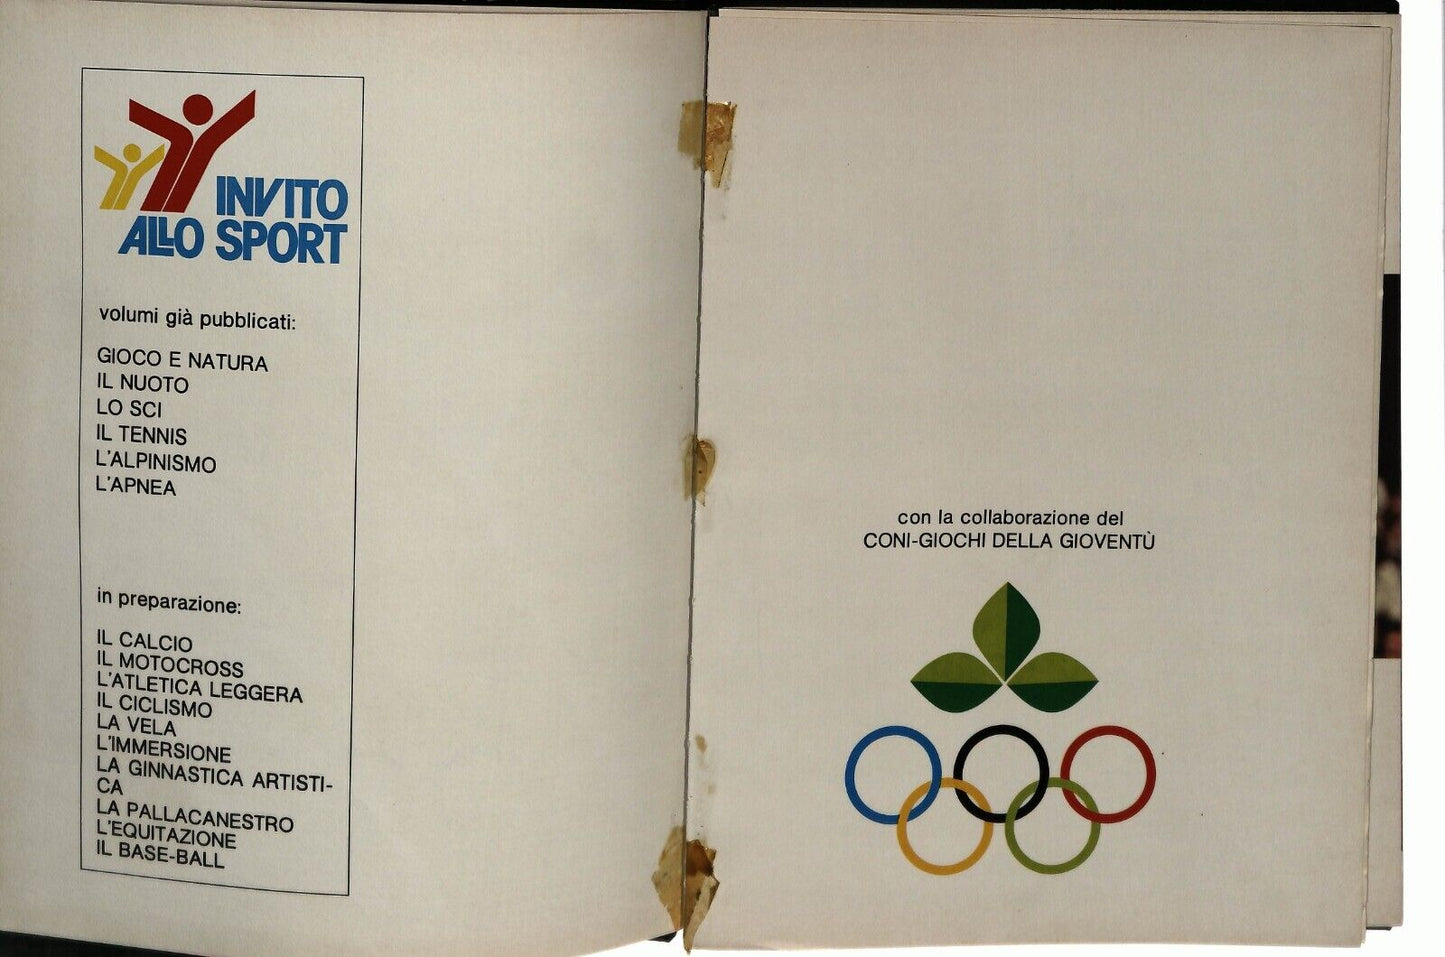 INVITO
ALLO SPORT
volumi già pubblicati:
GIOCO E NATURA
IL NUOTO
LO SCI
IL TENNIS
L'ALPINISMO
L'APNEA
in preparazione:
IL CALCIO
IL MOTOCROSS
L'ATLETICA LEGGERA
IL CICLISMO
LA VELA
L'IMMERSIONE
LA GINNASTICA ARTISTI-
CA
LA PALLACANESTRO
L'EQUITAZIONE
IL BASE-BALL
con la collaborazione del
CONI-GIOCHI DELLA GIOVENTÙ